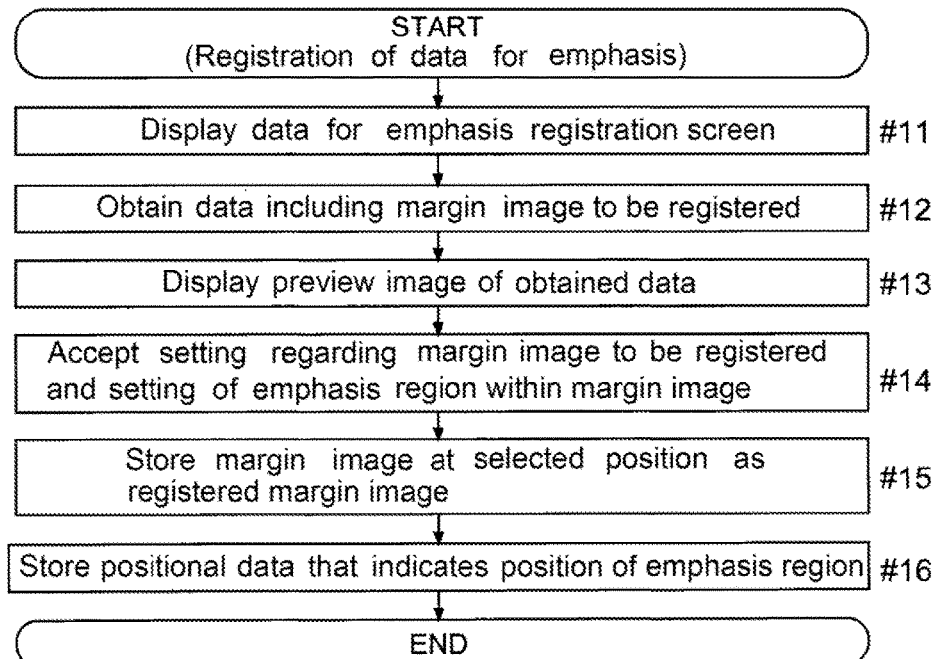 START
(Registration of data for emphasis)
Display data for emphasis registration screen
#11
Obtain data including margin image to be registered
#12
Display preview image of obtained data
#13
Accept setting regarding margin image to be registered
and setting of emphasis region within margin image
#14
Store margin image at selected position as
registered margin image
#15
Store positional data that indicates position of emphasis region
#16
END